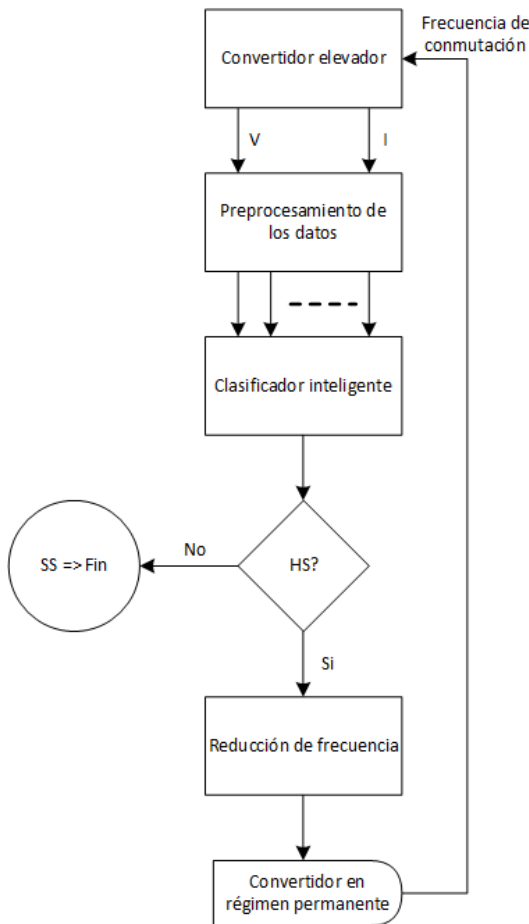 Frecuencia de
conmutación
Convertidor elevador
V
I
Preprocesamiento de
los datos
Clasificador inteligente
HS?
No
SS => Fin
Si
Reducción de frecuencia
Convertidor en
régimen permanente